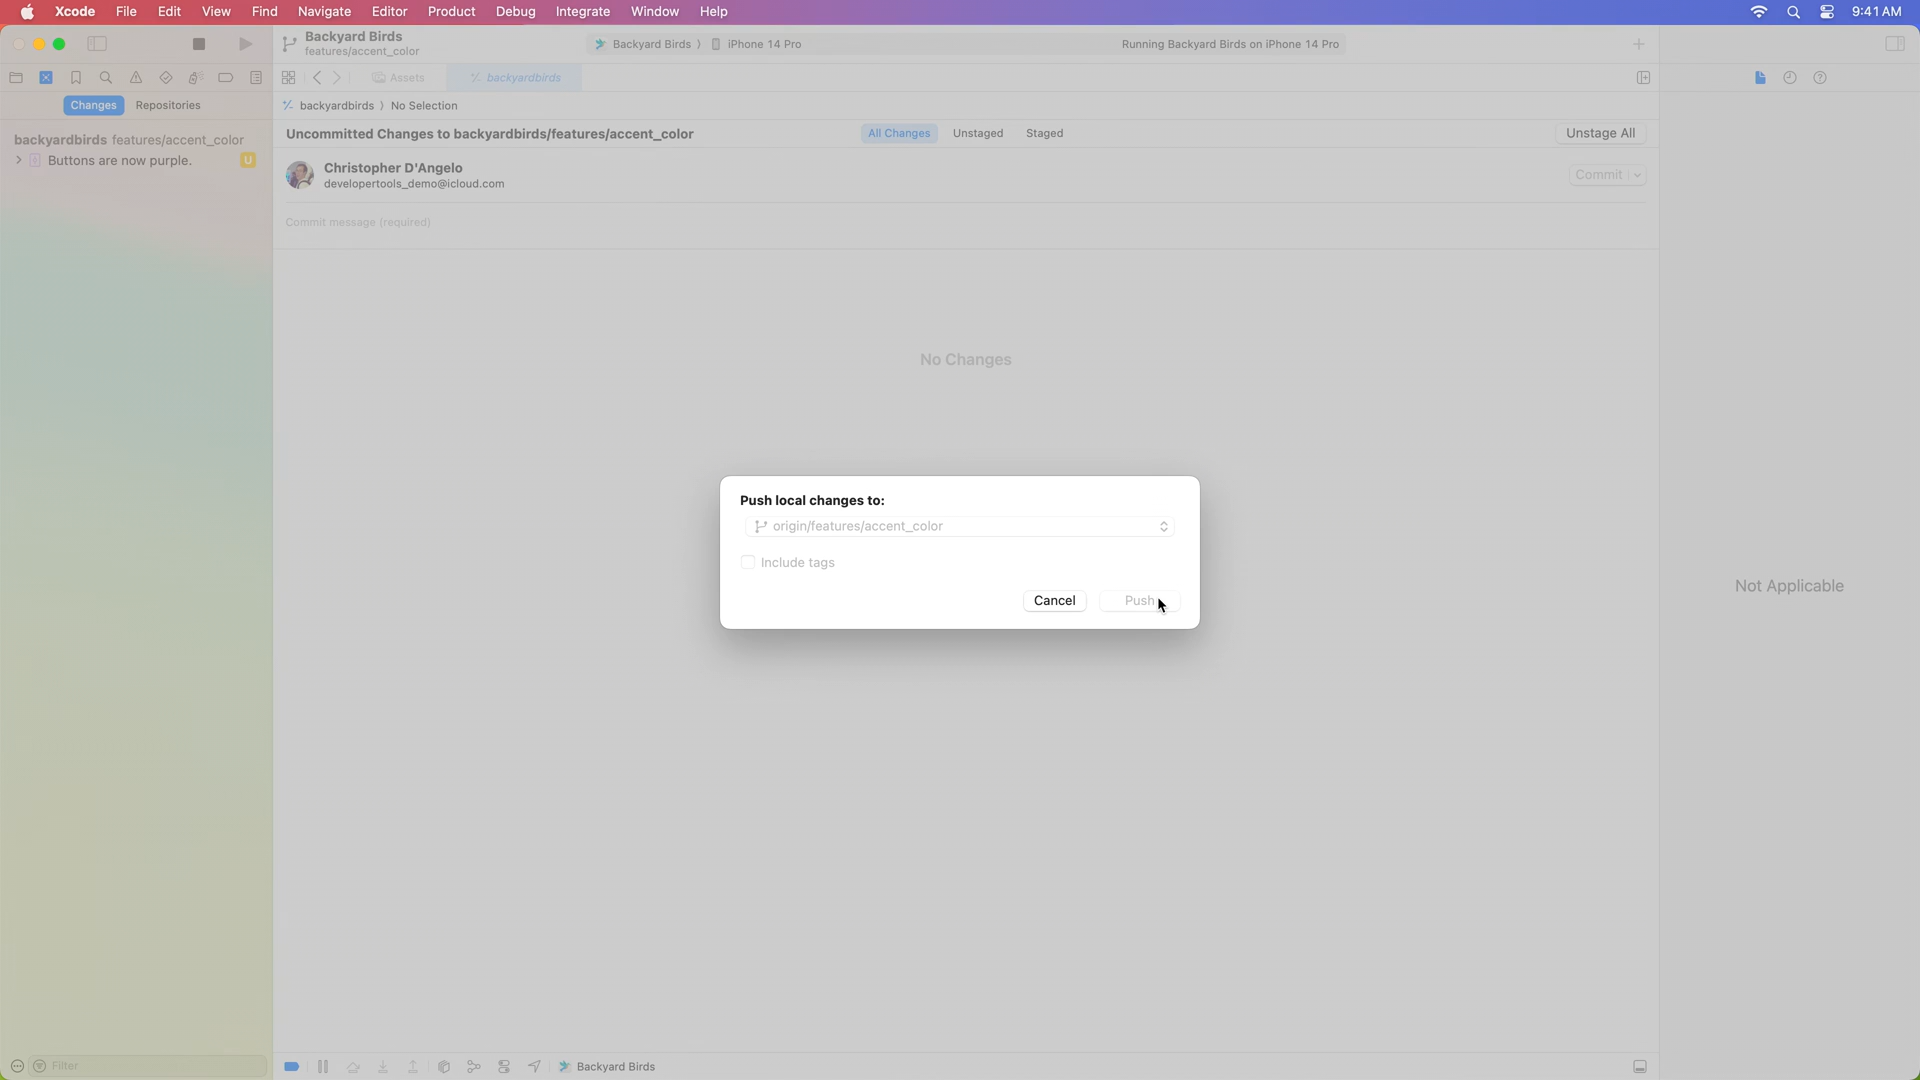 Xcode File Edit View Find Navigate Editor Product Debug Integrate Window Help 9:41 AM
Backyard Birds
features/accent_color
Backyard Birds 〉 iPhone 14 Pro
Running Backyard Birds on iPhone 14 Pro
Assets
backyardbirds
Changes Repositories
backyardbirds 〉 No Selection
backyardbirds features/accent_color
Buttons are now purple. U
Uncommitted Changes to backyardbirds/features/accent_color
All Changes Unstaged Staged
Unstage All
Christopher D'Angelo
developertools_demo@icloud.com
Commit
Commit message (required)
No Changes
Push local changes to:
origin/features/accent_color
Include tags
Cancel Push
Not Applicable
Filter
Backyard Birds